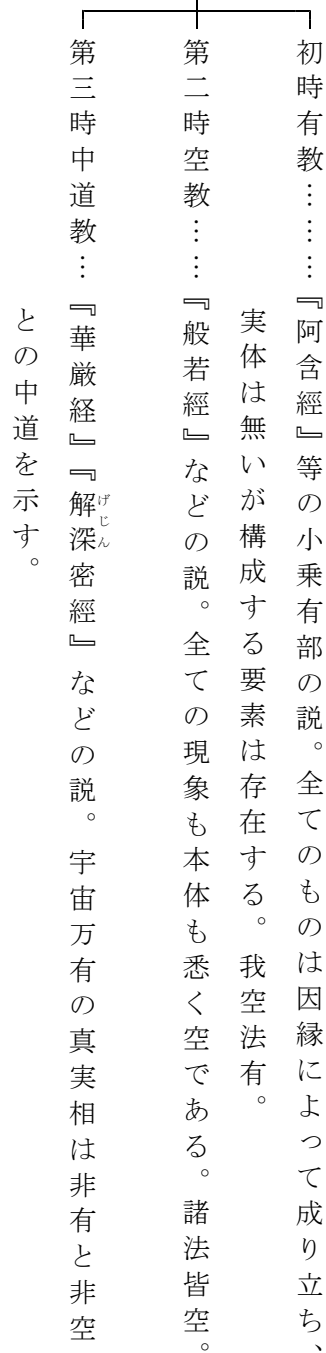 初時有教………『阿含經』等の小乗有部の説。全てのものは因縁によって成り立ち、
実体は無いが構成する要素は存在する。我空法有。
第二時空教……『般若經』などの説。全ての現象も本体も悉く空である。諸法皆空。
第三時中道教…『華厳経』『解深密經』などの説。宇宙万有の真実相は非有と非空
げじん
との中道を示す。